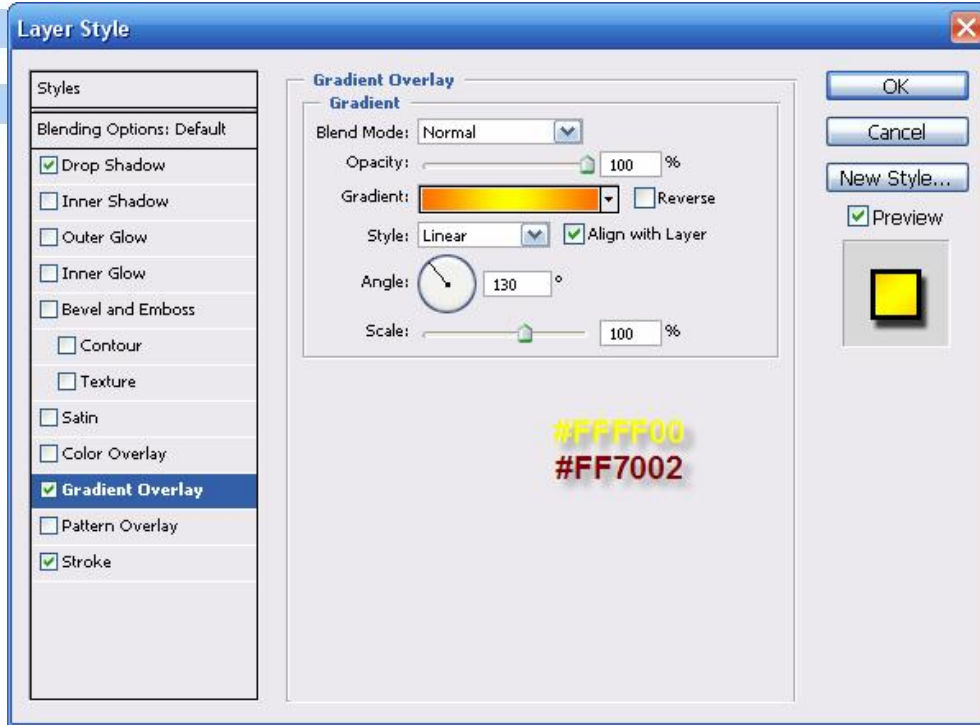 Layer Style
Styles
Blending Options: Default
Drop Shadow
Inner Shadow
Outer Glow
Inner Glow
Bevel and Emboss
Contour
Texture
Satin
Color Overlay
Gradient Overlay
Pattern Overlay
Stroke
Gradient Overlay
Gradient
Blend Mode: Normal
Opacity: 100 %
Gradient: Reverse
Style: Linear Align with Layer
Angle: 130 °
Scale: 100 %
#FFFF00
#FF7002
OK
Cancel
New Style...
Preview